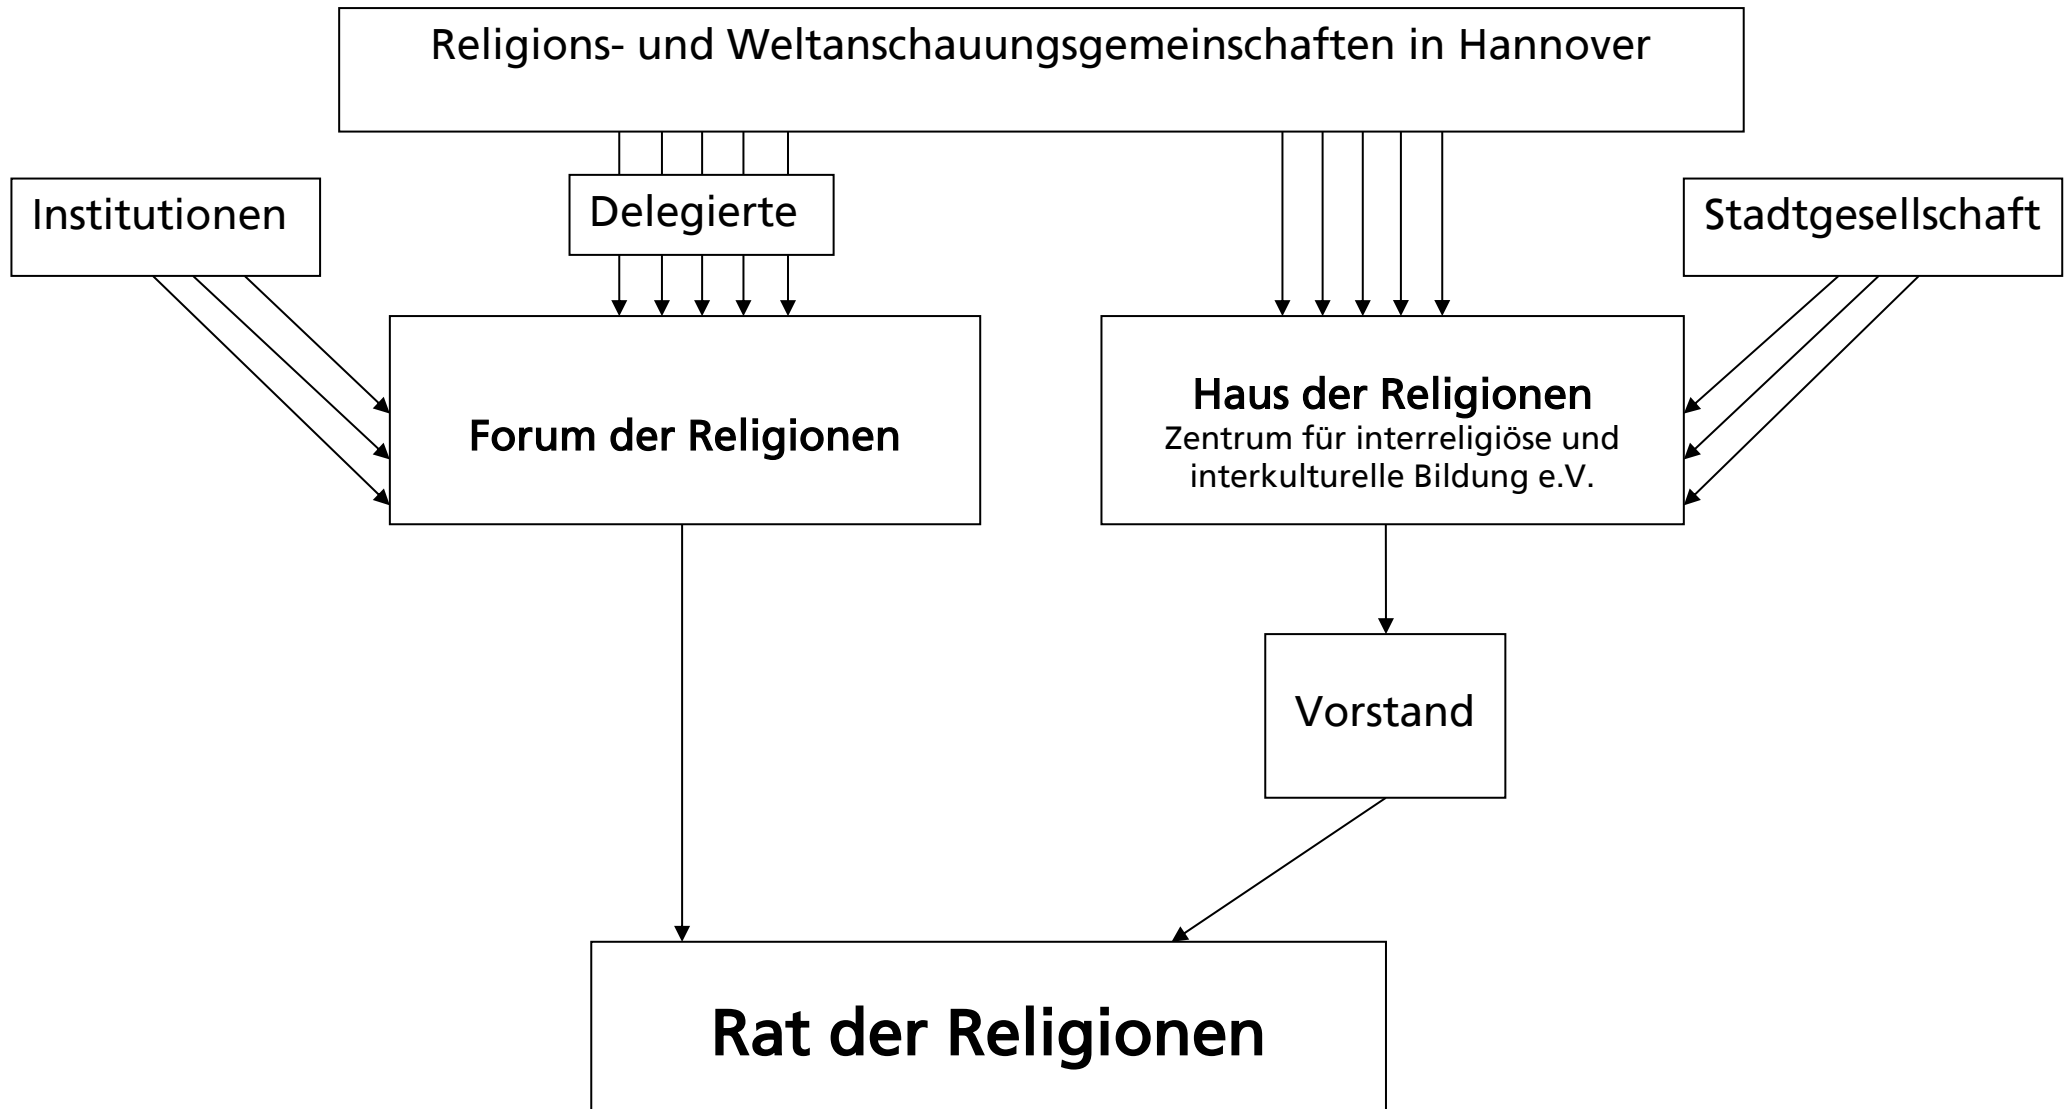 Religions- und Weltanschauungsgemeinschaften in Hannover
Institutionen
Delegierte
Stadtgesellschaft
Forum der Religionen
Haus der Religionen
Zentrum für interreligiöse und
interkulturelle Bildung e.V.
Vorstand
Rat der Religionen